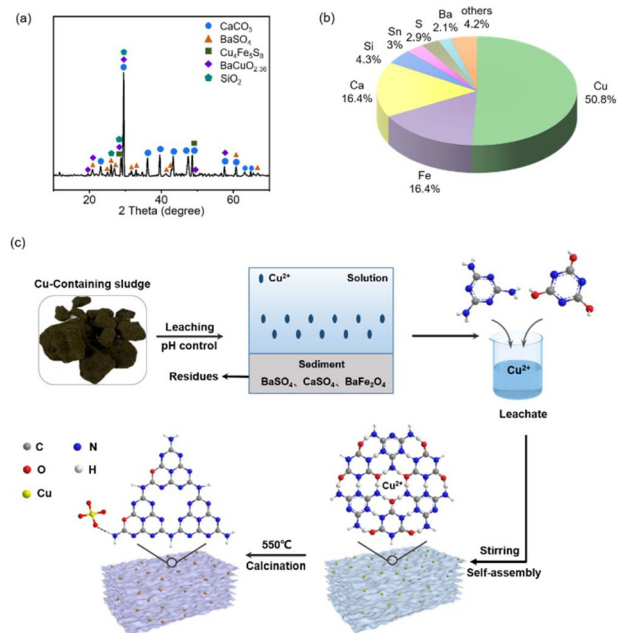 (a)
CaCO3
BaSO4
Cu4Fe5S8
BaCuO2.36
SiO2
20 40 60
2 Theta (degree)
(b)
Si
4.3%
Sn
3%
S
2.9%
Ba
2.1%
others
4.2%
Ca
16.4%
Cu
50.8%
Fe
16.4%
(c)
Cu-Containing sludge
Leaching
pH control
Residues
Cu2+ Solution
Sediment
BaSO4、CaSO4、BaFe2O4
Cu2+
Leachate
C N
O H
Cu
550℃
Calcination
Cu2+
Stirring
Self-assembly